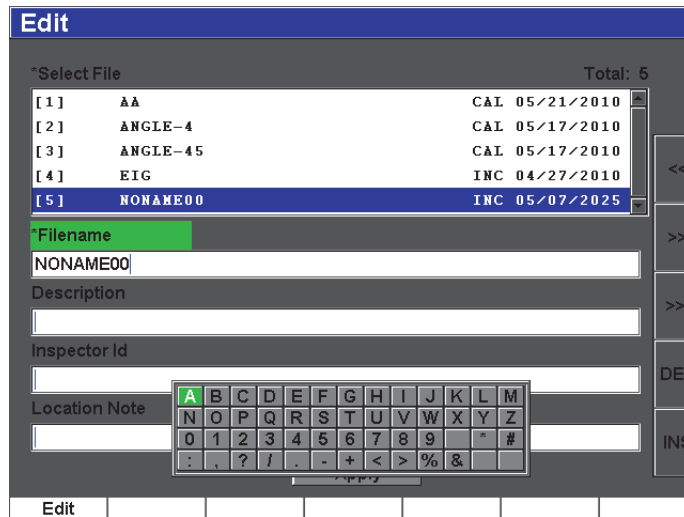 Edit
*Select File Total: 5
[1] AA CAL 05/21/2010
[2] ANGLE-4 CAL 05/17/2010
[3] ANGLE-45 CAL 05/17/2010
[4] EIG INC 04/27/2010
[5] NONAME00 INC 05/07/2025
<<
*Filename
>>
NONAME00
Description
>>
Inspector Id
DE
A B C D E F G H I J K L M
Location Note
N O P Q R S T U V W X Y Z
0 1 2 3 4 5 6 7 8 9 * #
INS
: , ? / . - + < > % &
Edit